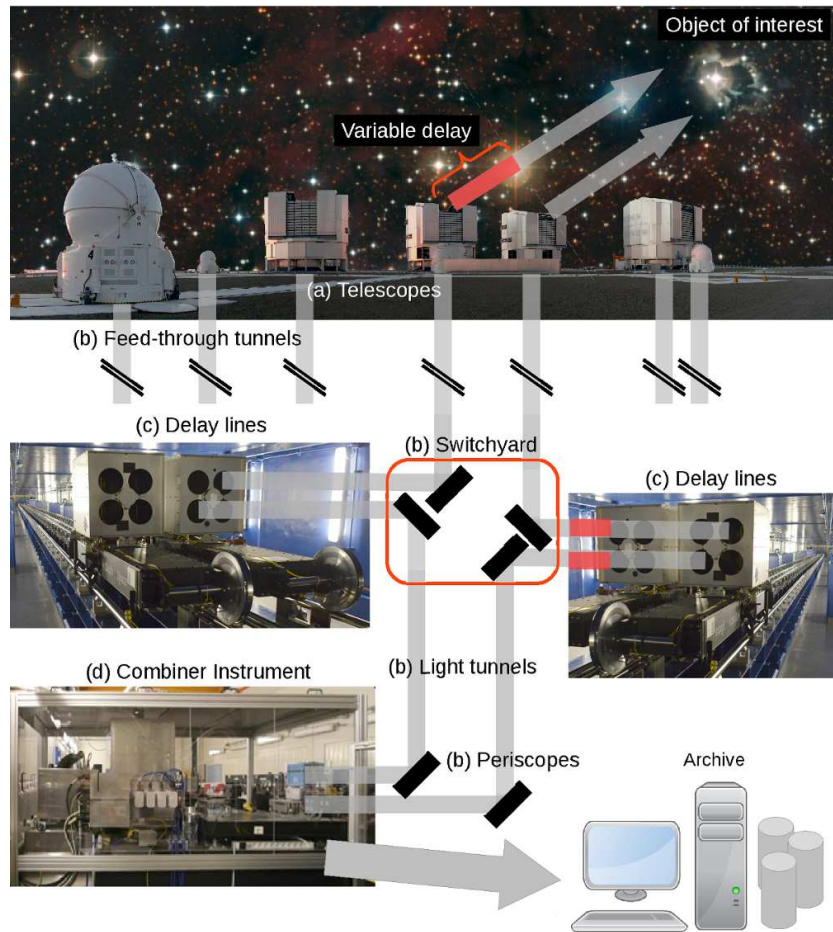 Object of interest
Variable delay
4
(a) Telescopes
(b) Feed-through tunnels
(c) Delay lines
(b) Switchyard
(c) Delay lines
(d) Combiner Instrument
(b) Light tunnels
(b) Periscopes
Archive